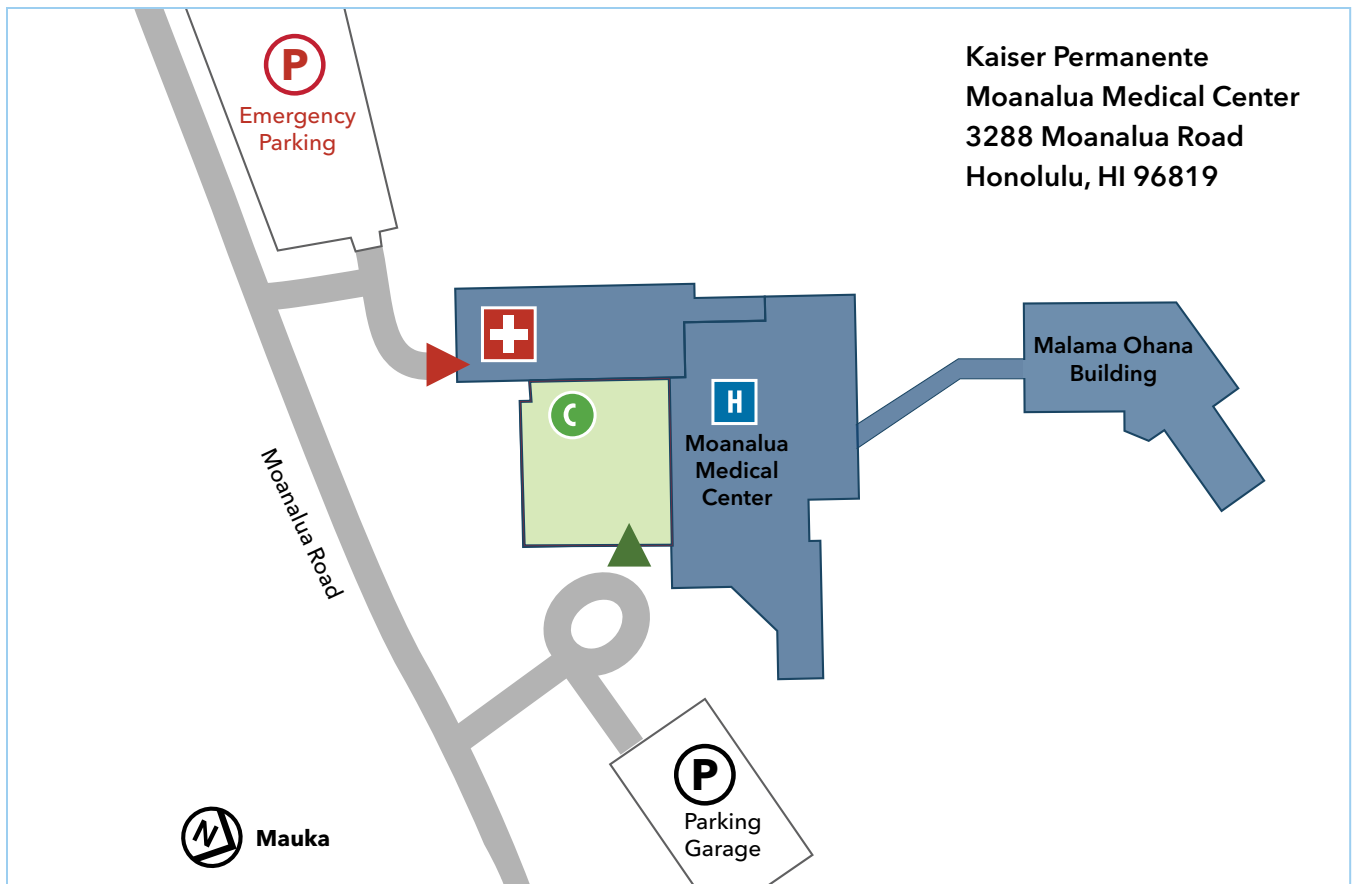 P
Emergency
Parking
Kaiser Permanente
Moanalua Medical Center
3288 Moanalua Road
Honolulu, HI 96819
C
H
Moanalua
Medical
Center
Malama Ohana
Building
Moanalua Road
P
Parking
Garage
N
Mauka